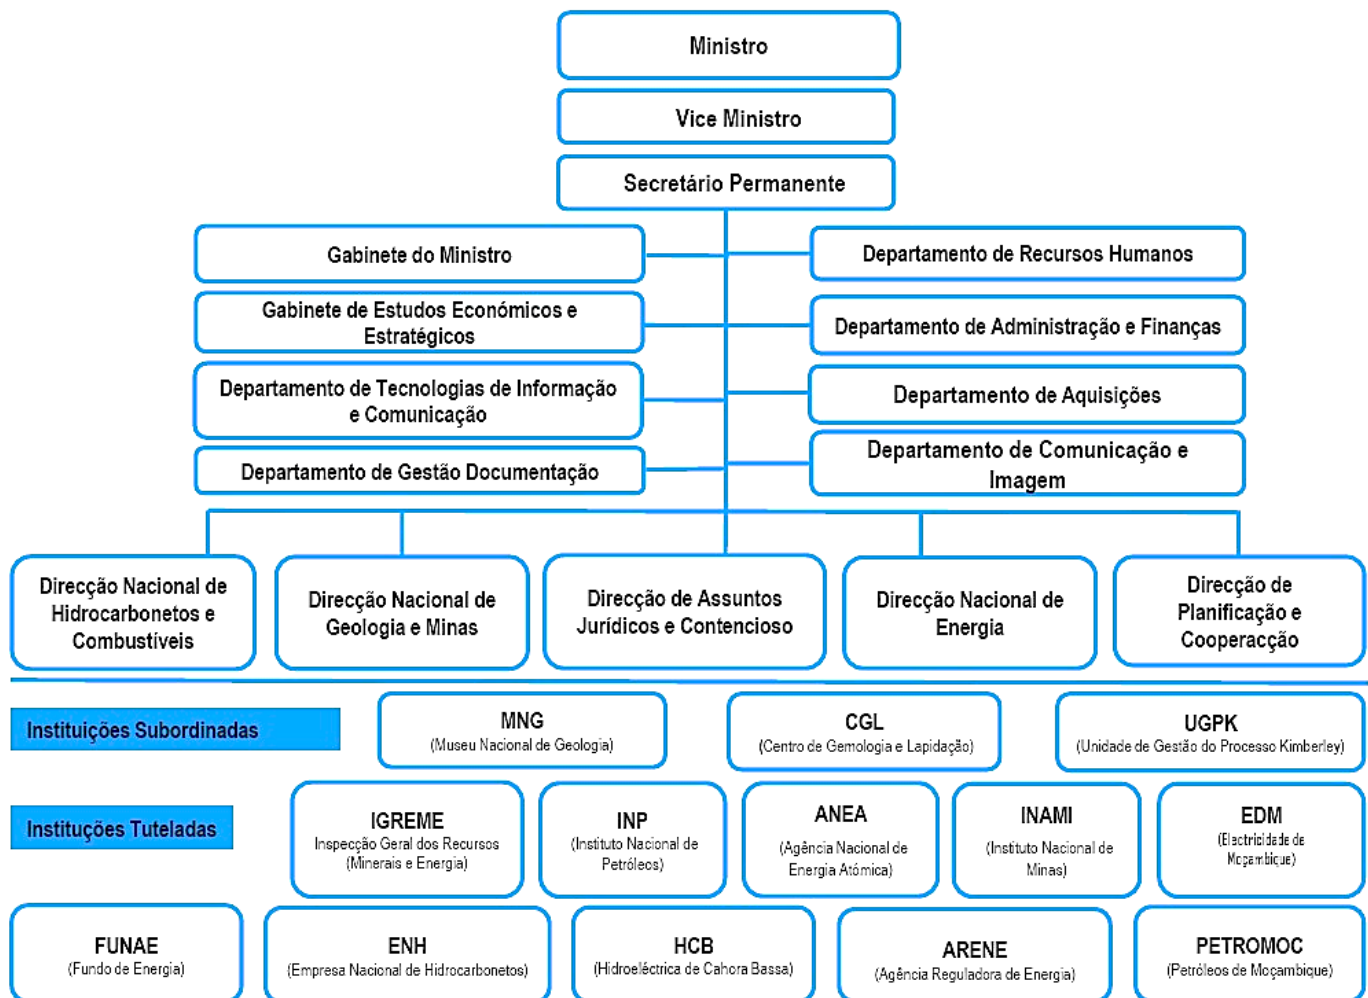 Ministro
Vice Ministro
Secretário Permanente
Gabinete do Ministro
Departamento de Recursos Humanos
Gabinete de Estudos Económicos e
Estratégicos
Departamento de Administração e Finanças
Departamento de Tecnologias de Informação
e Comunicação
Departamento de Aquisições
Departamento de Gestão Documentação
Departamento de Comunicação e
Imagem
Direcção Nacional de
Hidrocarbonetos e
Combustíveis
Direcção Nacional de
Geologia e Minas
Direcção de Assuntos
Jurídicos e Contencioso
Direcção Nacional de
Energia
Direcção de
Planificação e
Cooperacção
Instituições Subordinadas
MNG
(Museu Nacional de Geologia)
CGL
(Centro de Gemologia e Lapidação)
UGPK
(Unidade de Gestão do Processo Kimberley)
Instituções Tuteladas
IGREME
Inspecção Geral dos Recursos
(Minerais e Energia)
INP
(Instituto Nacional de
Petróleos)
ANEA
(Agência Nacional de
Energia Atómica)
INAMI
(Instituto Nacional de
Minas)
EDM
(Electricidade de
Moçambique)
FUNAE
(Fundo de Energia)
ENH
(Empresa Nacional de Hidrocarbonetos)
HCB
(Hidroeléctrica de Cahora Bassa)
ARENE
(Agência Reguladora de Energia)
PETROMOC
(Petróleos de Moçambique)